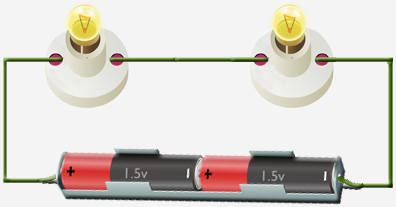 + 1.5v - + 1.5v -